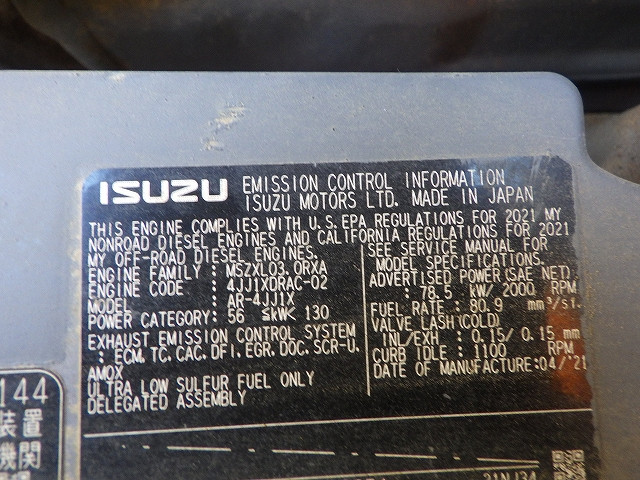 ISUZU EMISSION CONTROL INFORMATION
ISUZU MOTORS LTD. MADE IN JAPAN
THIS ENGINE COMPLIES WITH U.S.EPA REGULATIONS FOR 2021 MY
NONROAD DIESEL ENGINES AND CALIFORNIA REGULATIONS FOR 2021
MY OFF-ROAD DIESEL ENGINES.
ENGINE FAMILY : MSZXL03.0RXA
ENGINE CODE : 4JJ1XDRAC-02
MODEL : AR-4JJ1X
POWER CATEGORY: 56 ≦kW< 130
EXHAUST EMISSION CONTROL SYSTEM
: ECM, TC, CAC, DFI, EGR, DOC, SCR-U,
AMOX
ULTRA LOW SULFUR FUEL ONLY
DELEGATED ASSEMBLY
SEE SERVICE MANUAL FOR
MODEL SPECIFICATIONS.
ADVERTISED POWER(SAE NET)
: 78.5 kW/ 2000 RPM
FUEL RATE : 80.9 mm³/st.
VALVE LASH(COLD)
IN/EXH : 0.15/ 0.15 mm
CURB IDLE : 1100 RPM
DATE OF MANUFACTURE:04/'21
144
装置
機関
21NJ34